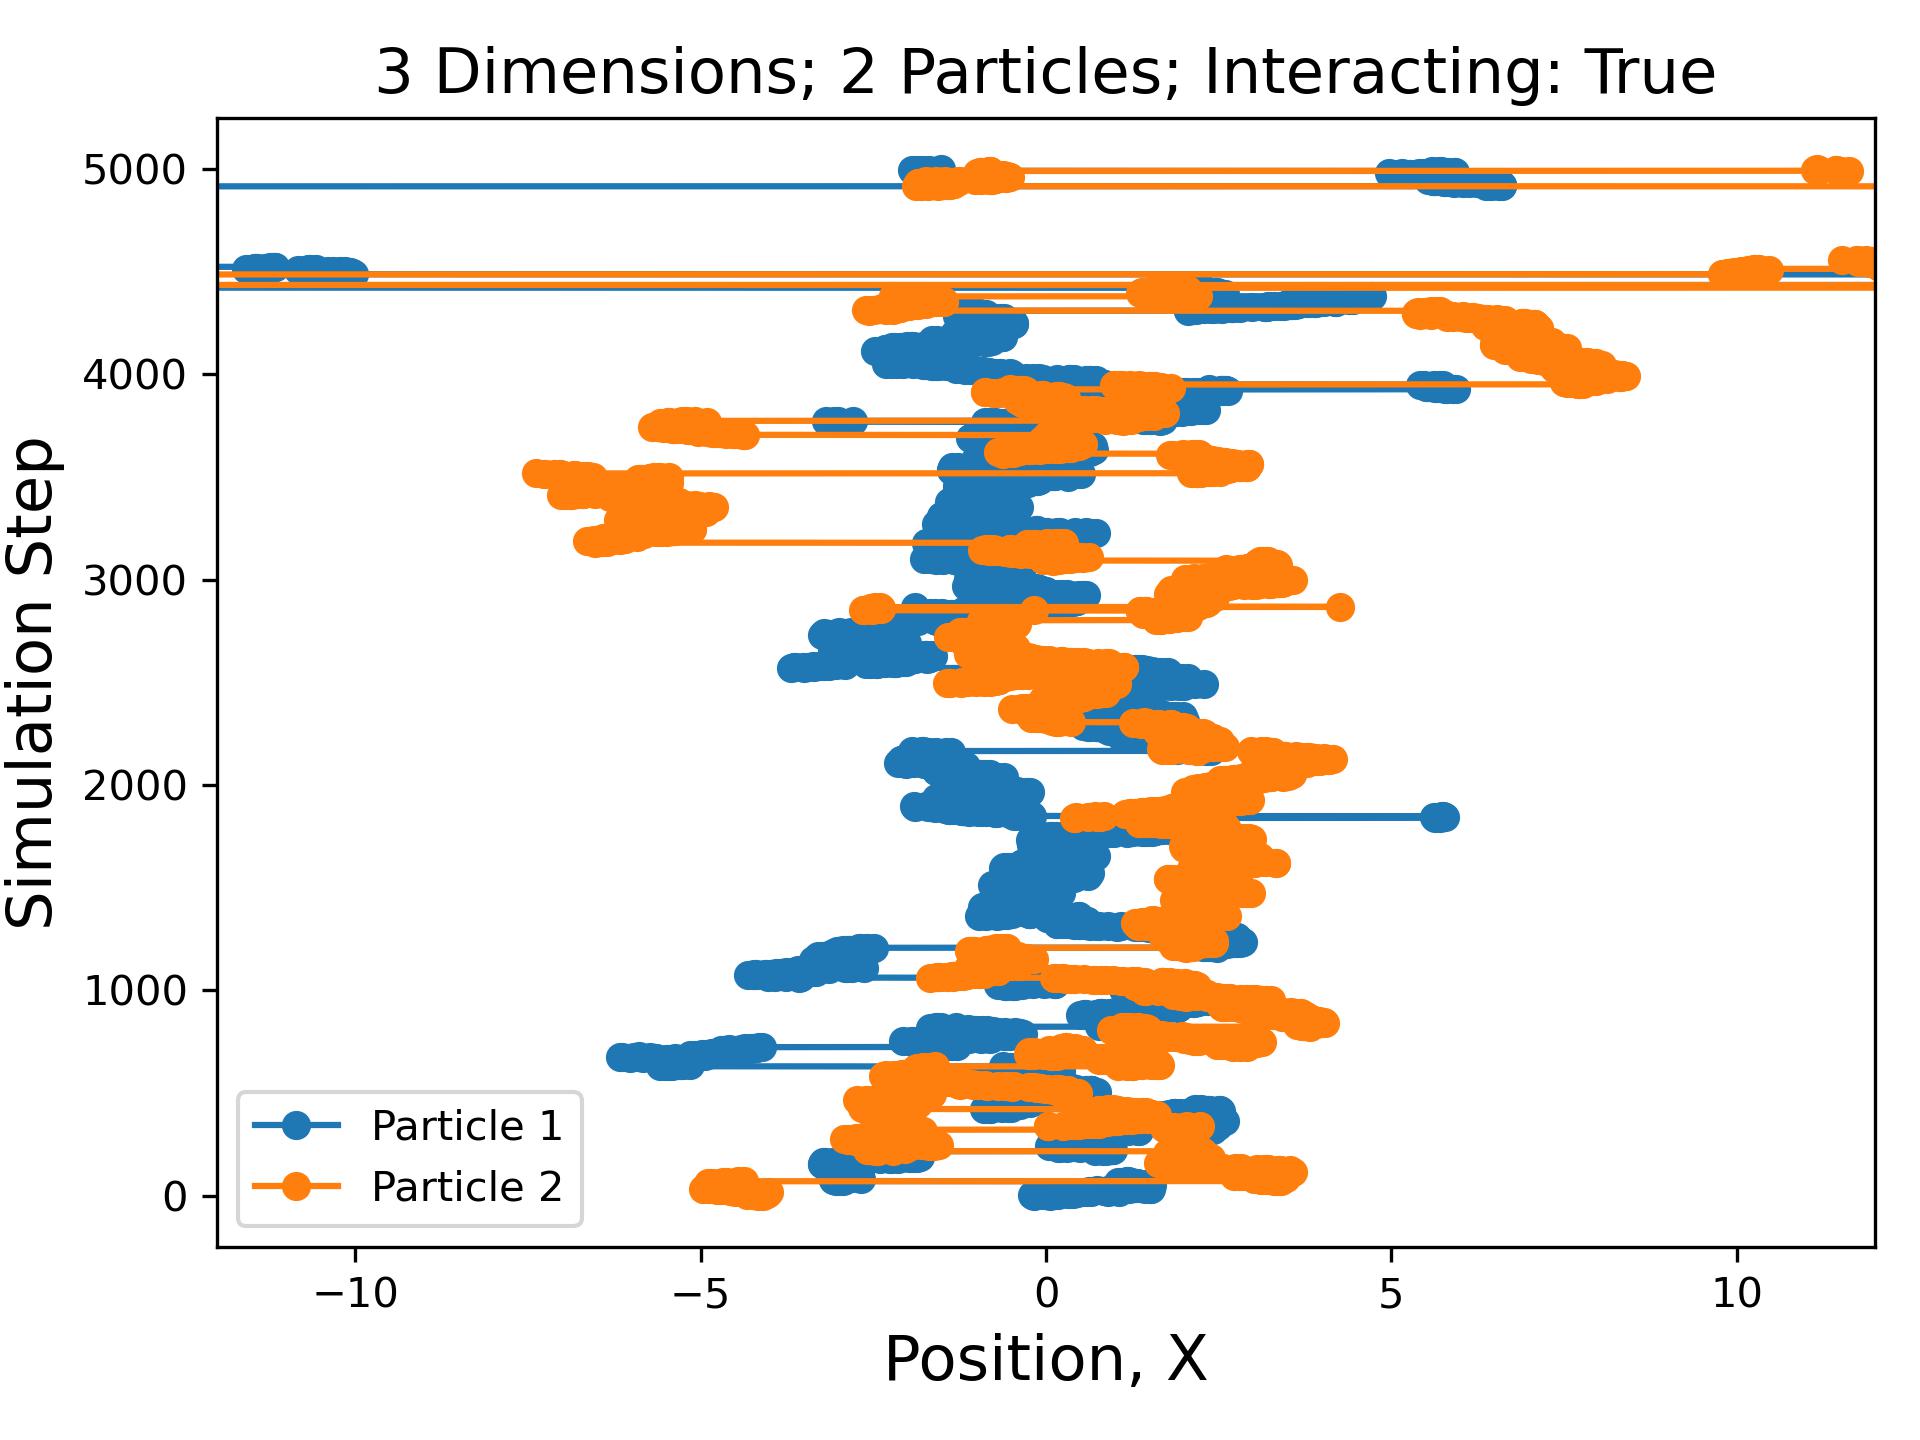 3 Dimensions; 2 Particles; Interacting: True
Simulation Step
5000
4000
3000
2000
1000
0
Particle 1
Particle 2
−10
−5
0
5
10
Position, X